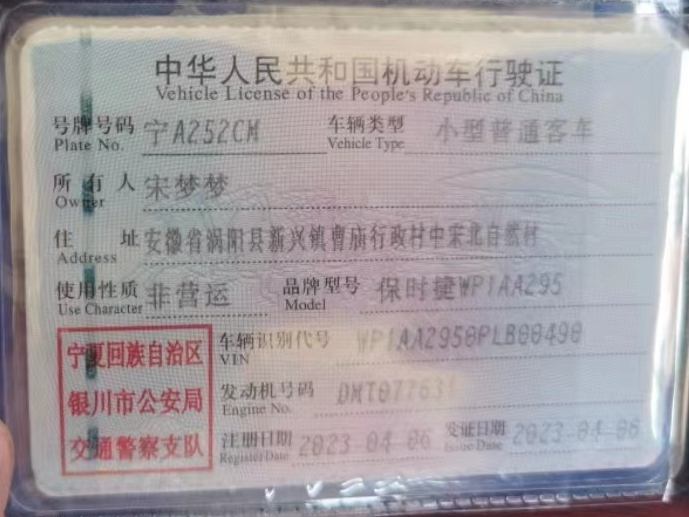 中华人民共和国机动车行驶证
Vehicle License of the People's Republic of China
号牌号码 宁A252CM 车辆类型 小型普通客车
Plate No. Vehicle Type
所有人 宋梦梦
Owner
住址 安徽省涡阳县新兴镇曹庙行政村中宋北自然村
Address
使用性质 非营运 品牌型号 保时捷WP1AA295
Use Character Model
宁夏回族自治区
银川市公安局
交通警察支队
车辆识别代号 WP1AA2950PLB00490
VIN
发动机号码
Engine No.
注册日期 2023-04-06 发证日期 2023-04-06
Register Date Issue Date